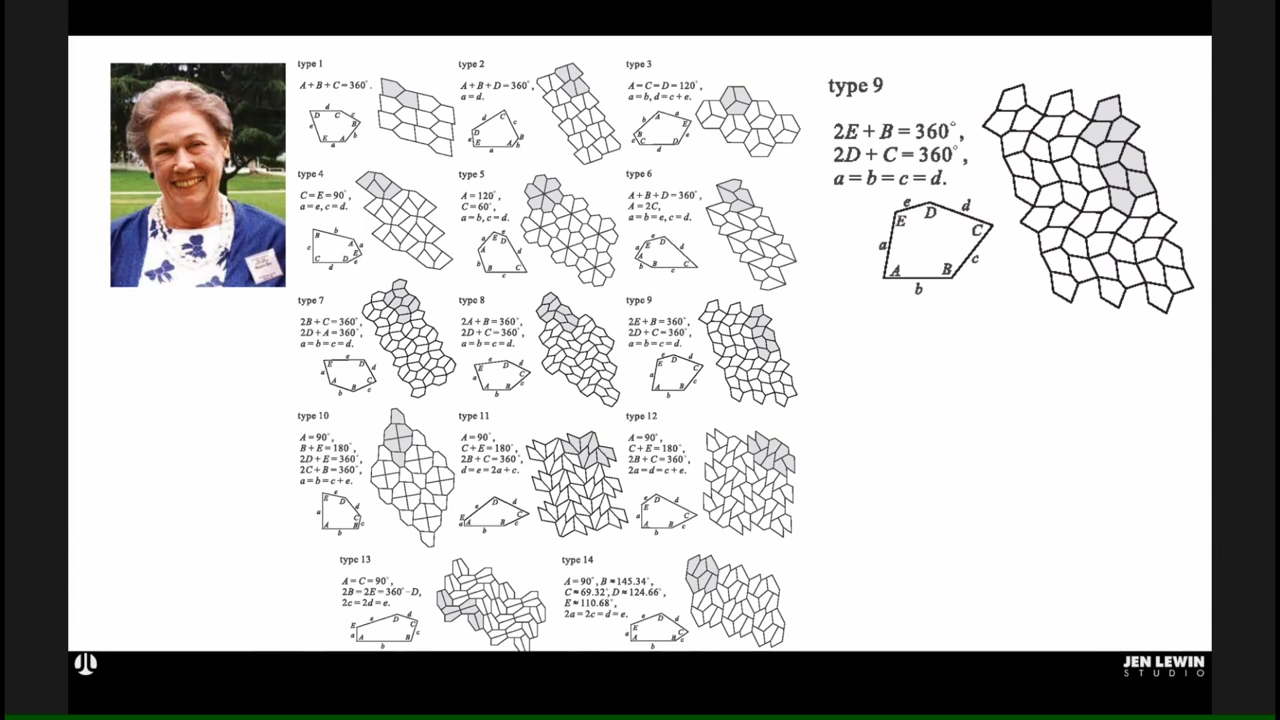 type 1
A+B+C=360°.
type 2
A+B+D=360°,
a=d.
type 3
A=C=D=120°,
a=b, d=c+e.
type 4
C=E=90°,
a=e, c=d.
type 5
A=120°,
C=60°,
a=b, c=d.
type 6
A+B+D=360°,
A=2C,
a=b=e, c=d.
type 7
2B+C=360°,
2D+A=360°,
a=b=c=d.
type 8
2A+B=360°,
2D+C=360°,
a=b=c=d.
type 9
2E+B=360°,
2D+C=360°,
a=b=c=d.
type 10
A=90°,
B+E=180°,
2D+E=360°,
2C+B=360°,
a=b=c+e.
type 11
A=90°,
C+E=180°,
2B+C=360°,
d=e=2a+c.
type 12
A=90°,
C+E=180°,
2B+C=360°,
2a=d=c+e.
type 13
A=C=90°,
2B=2E=360°-D,
2c=2d=e.
type 14
A=90°, B≈145.34°,
C≈69.32°, D≈124.66°,
E≈110.68°,
2a=2c=d=e.
type 9
2E+B=360°,
2D+C=360°,
a=b=c=d.
e
d
E
D
C
a
c
A
B
b
JEN LEWIN
STUDIO